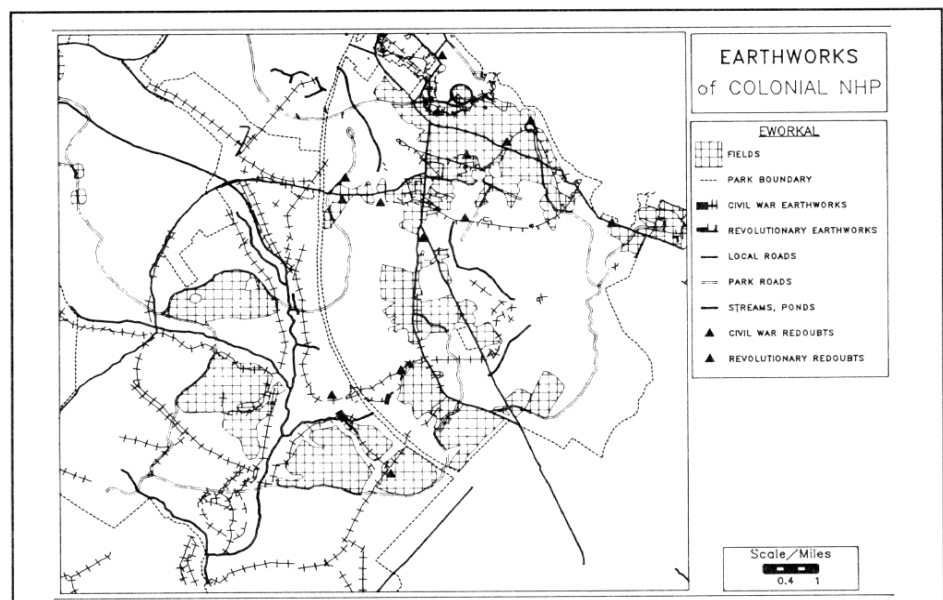 EARTHWORKS
of COLONIAL NHP
EWORKAL
FIELDS
PARK BOUNDARY
CIVIL WAR EARTHWORKS
REVOLUTIONARY EARTHWORKS
LOCAL ROADS
PARK ROADS
STREAMS, PONDS
CIVIL WAR REDOUBTS
REVOLUTIONARY REDOUBTS
Scale/Miles
0.4 1